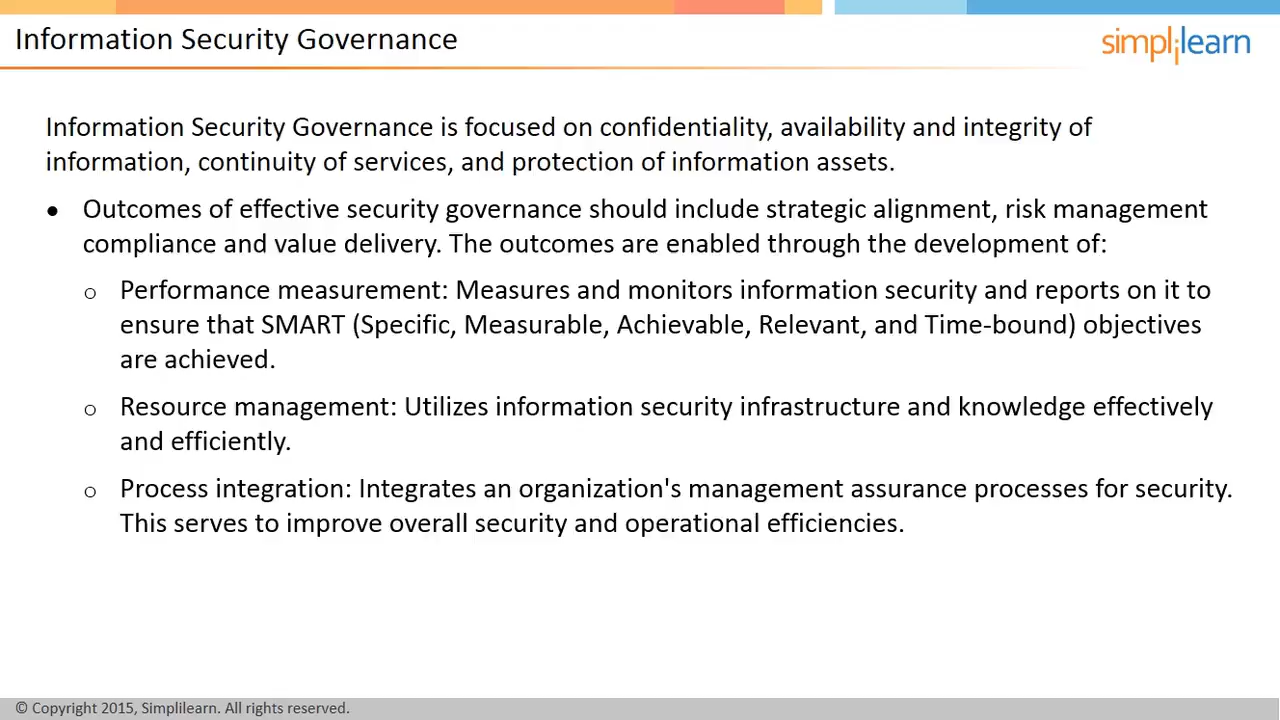 Information Security Governance
simplilearn
Information Security Governance is focused on confidentiality, availability and integrity of
information, continuity of services, and protection of information assets.
● Outcomes of effective security governance should include strategic alignment, risk management
compliance and value delivery. The outcomes are enabled through the development of:
o Performance measurement: Measures and monitors information security and reports on it to
ensure that SMART (Specific, Measurable, Achievable, Relevant, and Time-bound) objectives
are achieved.
o Resource management: Utilizes information security infrastructure and knowledge effectively
and efficiently.
o Process integration: Integrates an organization's management assurance processes for security.
This serves to improve overall security and operational efficiencies.
© Copyright 2015, Simplilearn. All rights reserved.